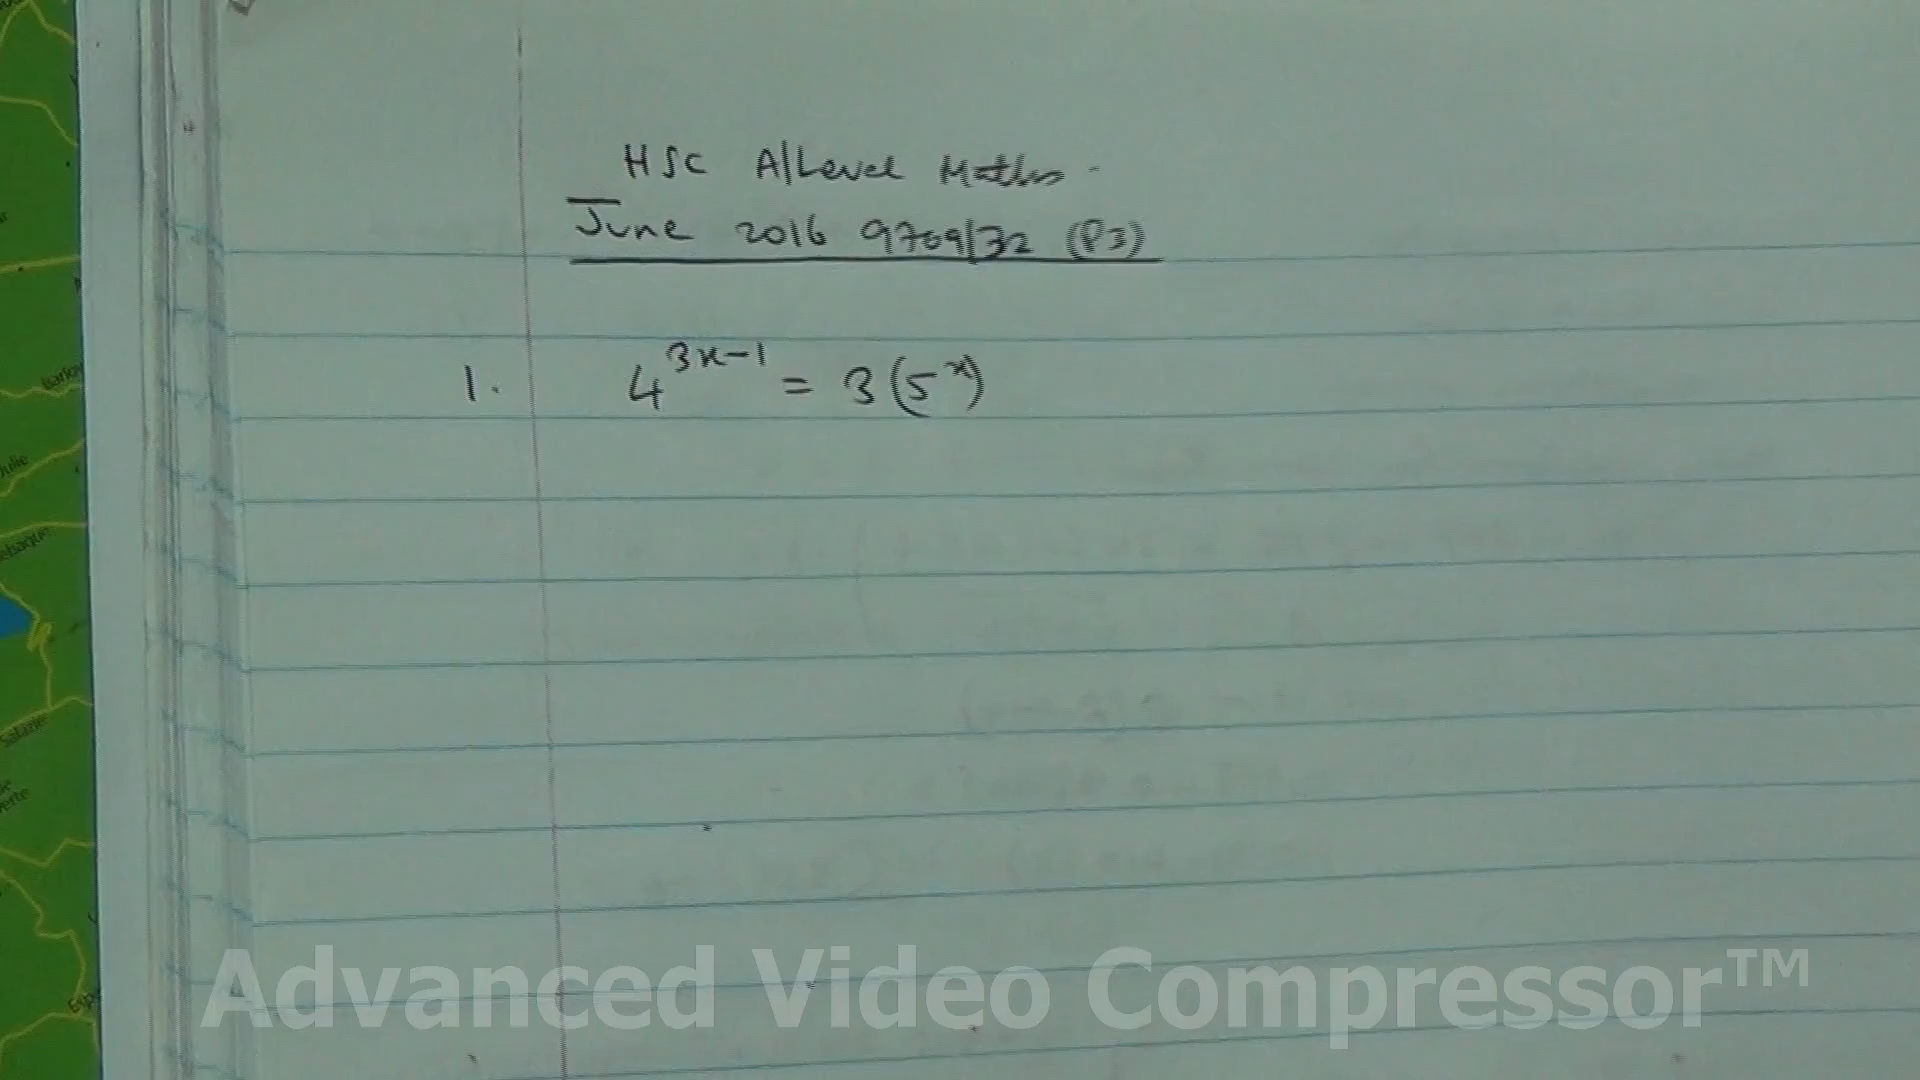 HSC A/Level Maths
June 2016 9709/32 (P3)
1. 4^{3x-1} = 3(5^x)
Advanced Video Compressor™